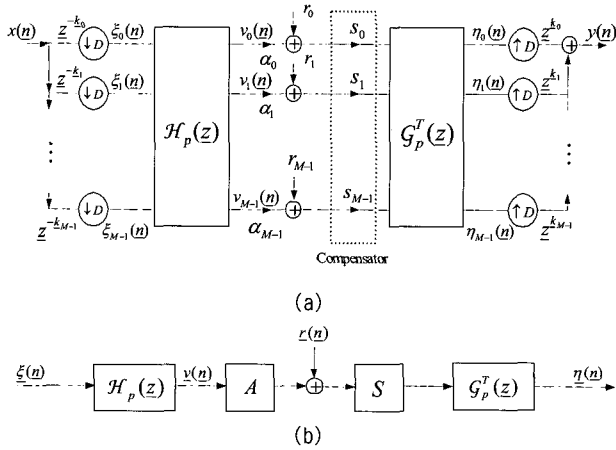 x(n) z^{-k_0} ↓D ξ_0(n) v_0(n) r_0 s_0 η_0(n) ↑D z^{k_0} y(n)
α_0
z^{-k_1} ↓D ξ_1(n) v_1(n) r_1 s_1 η_1(n) ↑D z^{k_1}
α_1
H_p(z) G_p^T(z)
⋮ ⋮
r_{M-1}
z^{-k_{M-1}} ↓D ξ_{M-1}(n) v_{M-1}(n) s_{M-1} η_{M-1}(n) ↑D z^{k_{M-1}}
α_{M-1}
Compensator
(a)
r(n)
ξ(n) H_p(z) v(n) A S G_p^T(z) η(n)
(b)